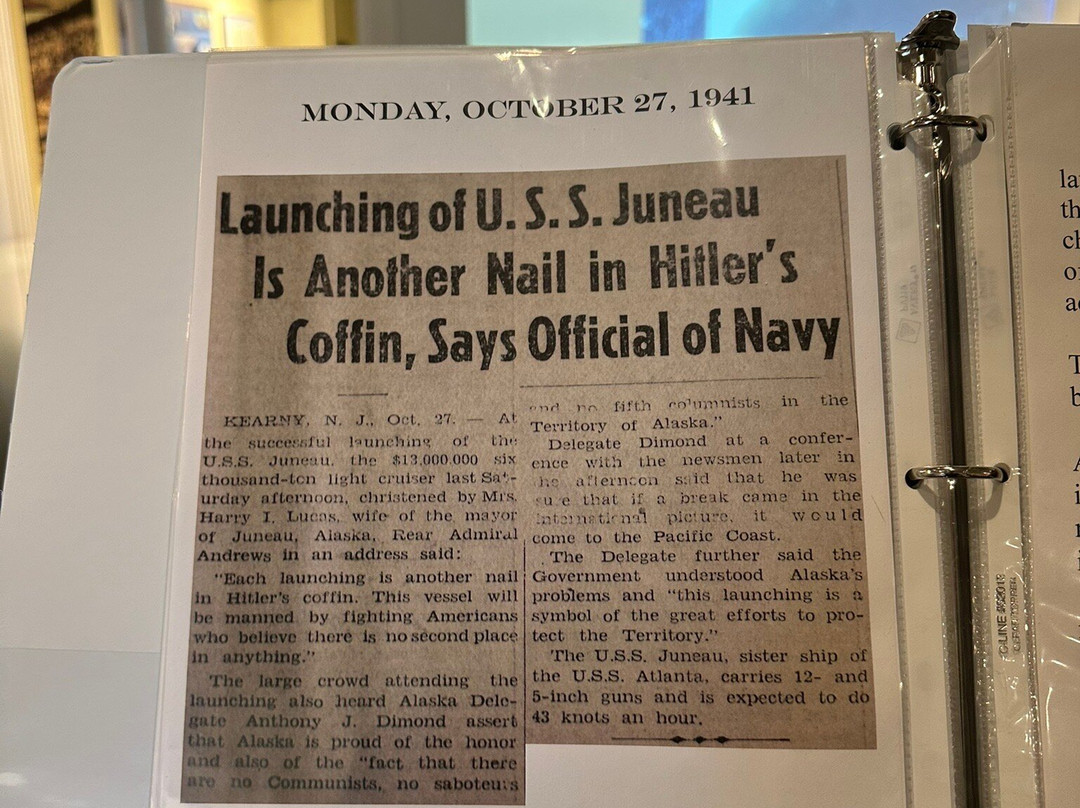 MONDAY, OCTOBER 27, 1941
Launching of U. S. S. Juneau
Is Another Nail in Hitler's
Coffin, Says Official of Navy
KEARNY, N. J., Oct. 27. — At
the successful launching of the
U.S.S. Juneau, the $13,000.000 six
thousand-ton light cruiser last Sat-
urday afternoon, christened by Mrs.
Harry I. Lucas, wife of the mayor
of Juneau, Alaska, Rear Admiral
Andrews in an address said:
"Each launching is another nail
in Hitler's coffin. This vessel will
be manned by fighting Americans
who believe there is no second place
in anything."
The large crowd attending the
launching also heard Alaska Dele-
gate Anthony J. Dimond assert
that Alaska is proud of the honor
and also of the "fact that there
are no Communists, no saboteurs
and no fifth columnists in the
Territory of Alaska."
Delegate Dimond at a confer-
ence with the newsmen later in
the afternoon said that he was
sure that if a break came in the
international picture, it would
come to the Pacific Coast.
The Delegate further said the
Government understood Alaska's
problems and "this launching is a
symbol of the great efforts to pro-
tect the Territory."
The U.S.S. Juneau, sister ship of
the U.S.S. Atlanta, carries 12- and
5-inch guns and is expected to do
43 knots an hour.
la
th
T
b